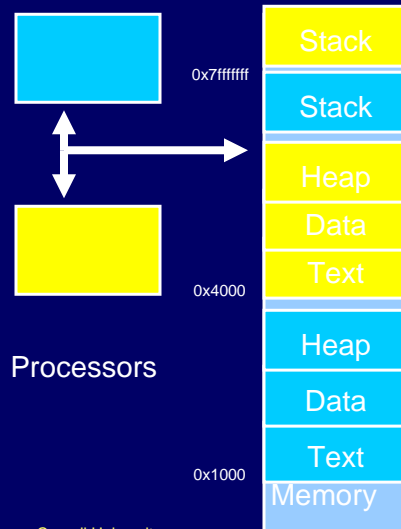 Stack
0x7fffffff
Stack
Heap
Data
Text
0x4000
Heap
Processors
Data
Text
0x1000
Memory